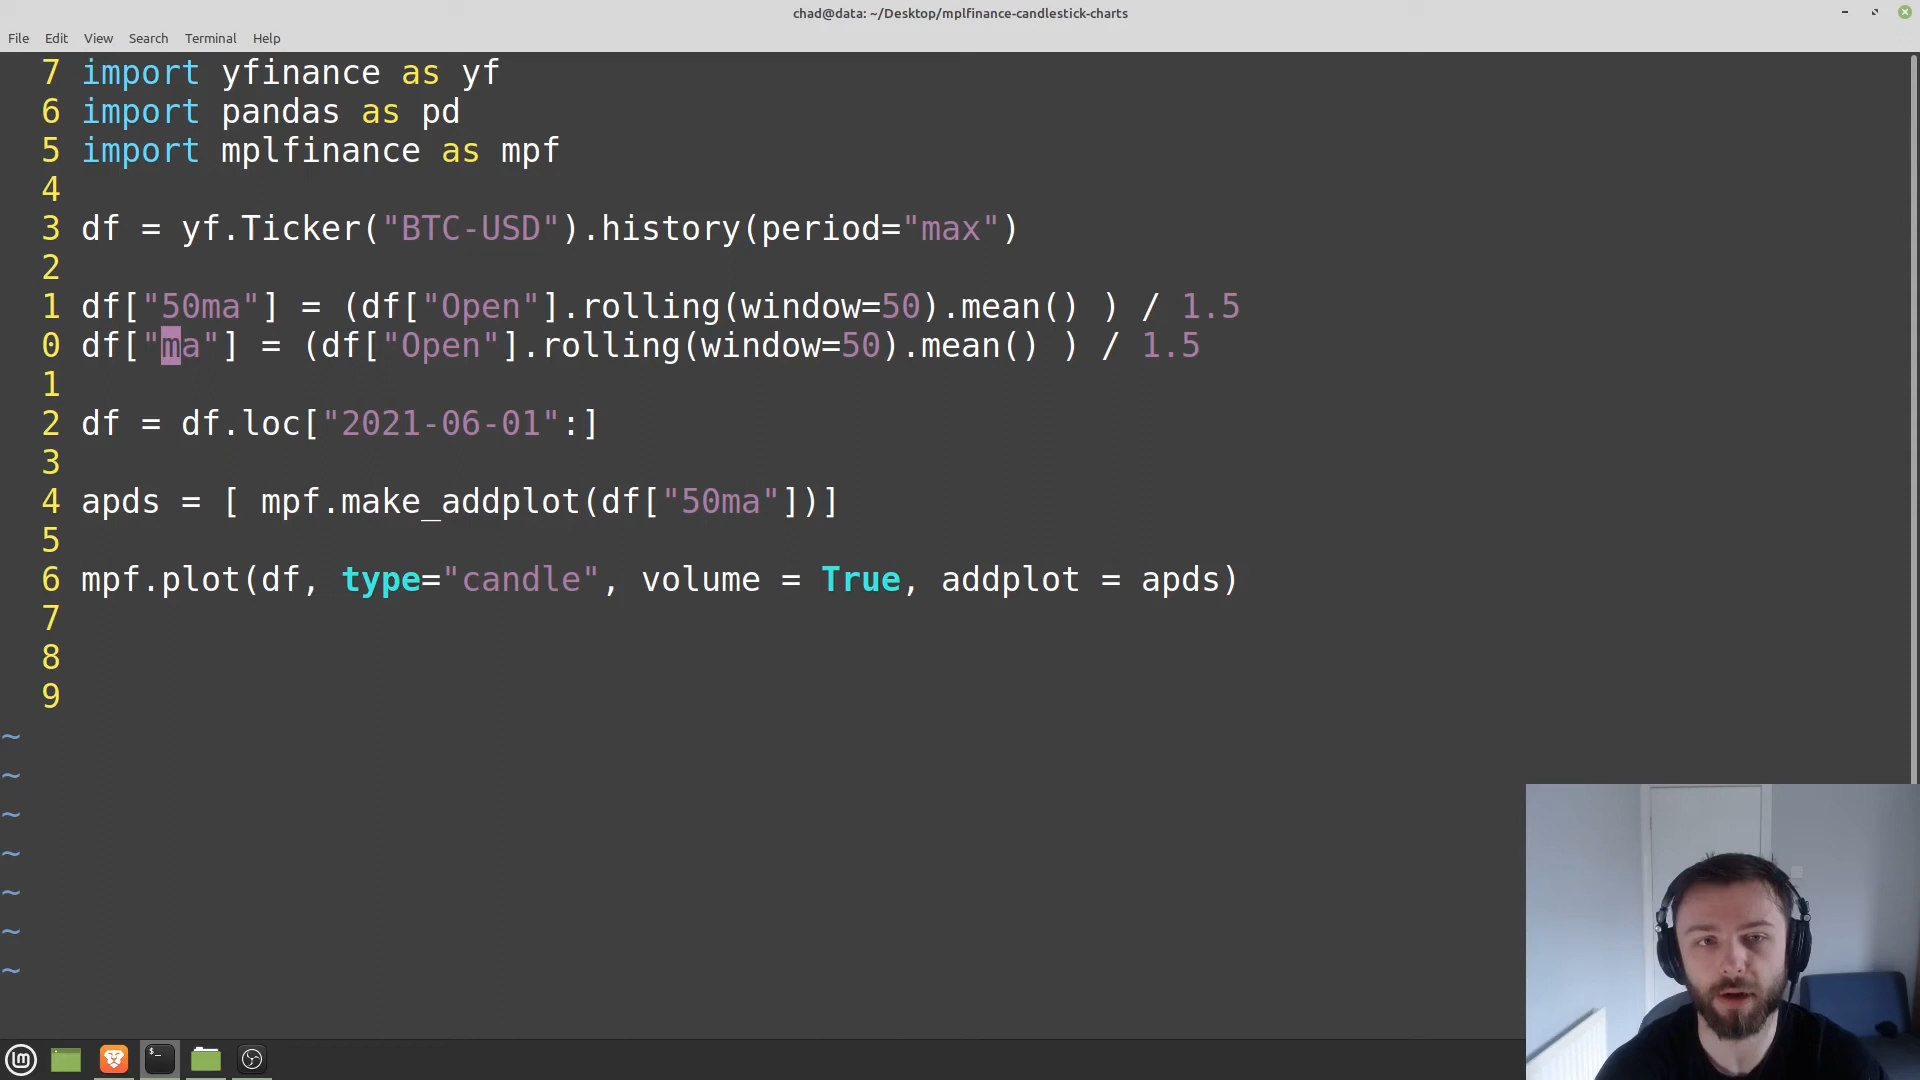 chad@data: ~/Desktop/mplfinance-candlestick-charts
File Edit View Search Terminal Help
7 import yfinance as yf
6 import pandas as pd
5 import mplfinance as mpf
4
3 df = yf.Ticker("BTC-USD").history(period="max")
2
1 df["50ma"] = (df["Open"].rolling(window=50).mean() ) / 1.5
0 df["ma"] = (df["Open"].rolling(window=50).mean() ) / 1.5
1
2 df = df.loc["2021-06-01":]
3
4 apds = [ mpf.make_addplot(df["50ma"])]
5
6 mpf.plot(df, type="candle", volume = True, addplot = apds)
7
8
9
~
~
~
~
~
~
~